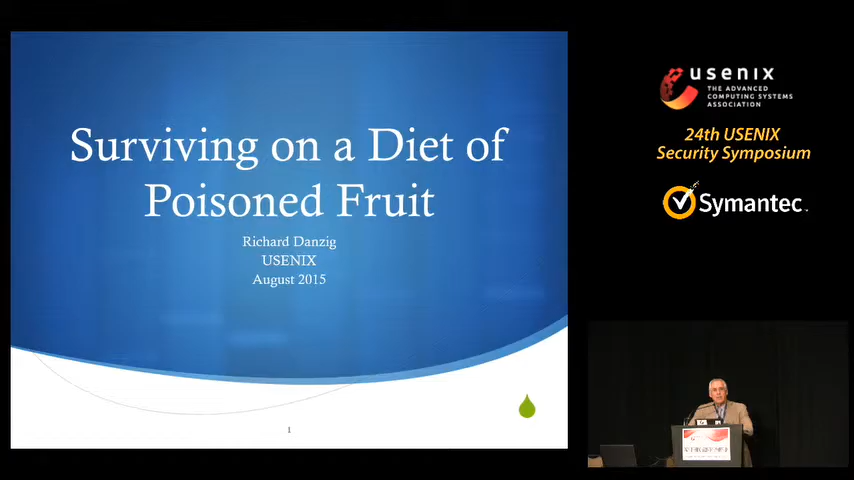 Surviving on a Diet of
Poisoned Fruit
Richard Danzig
USENIX
August 2015
1
usenix
THE ADVANCED
COMPUTING SYSTEMS
ASSOCIATION
24th USENIX
Security Symposium
Symantec.